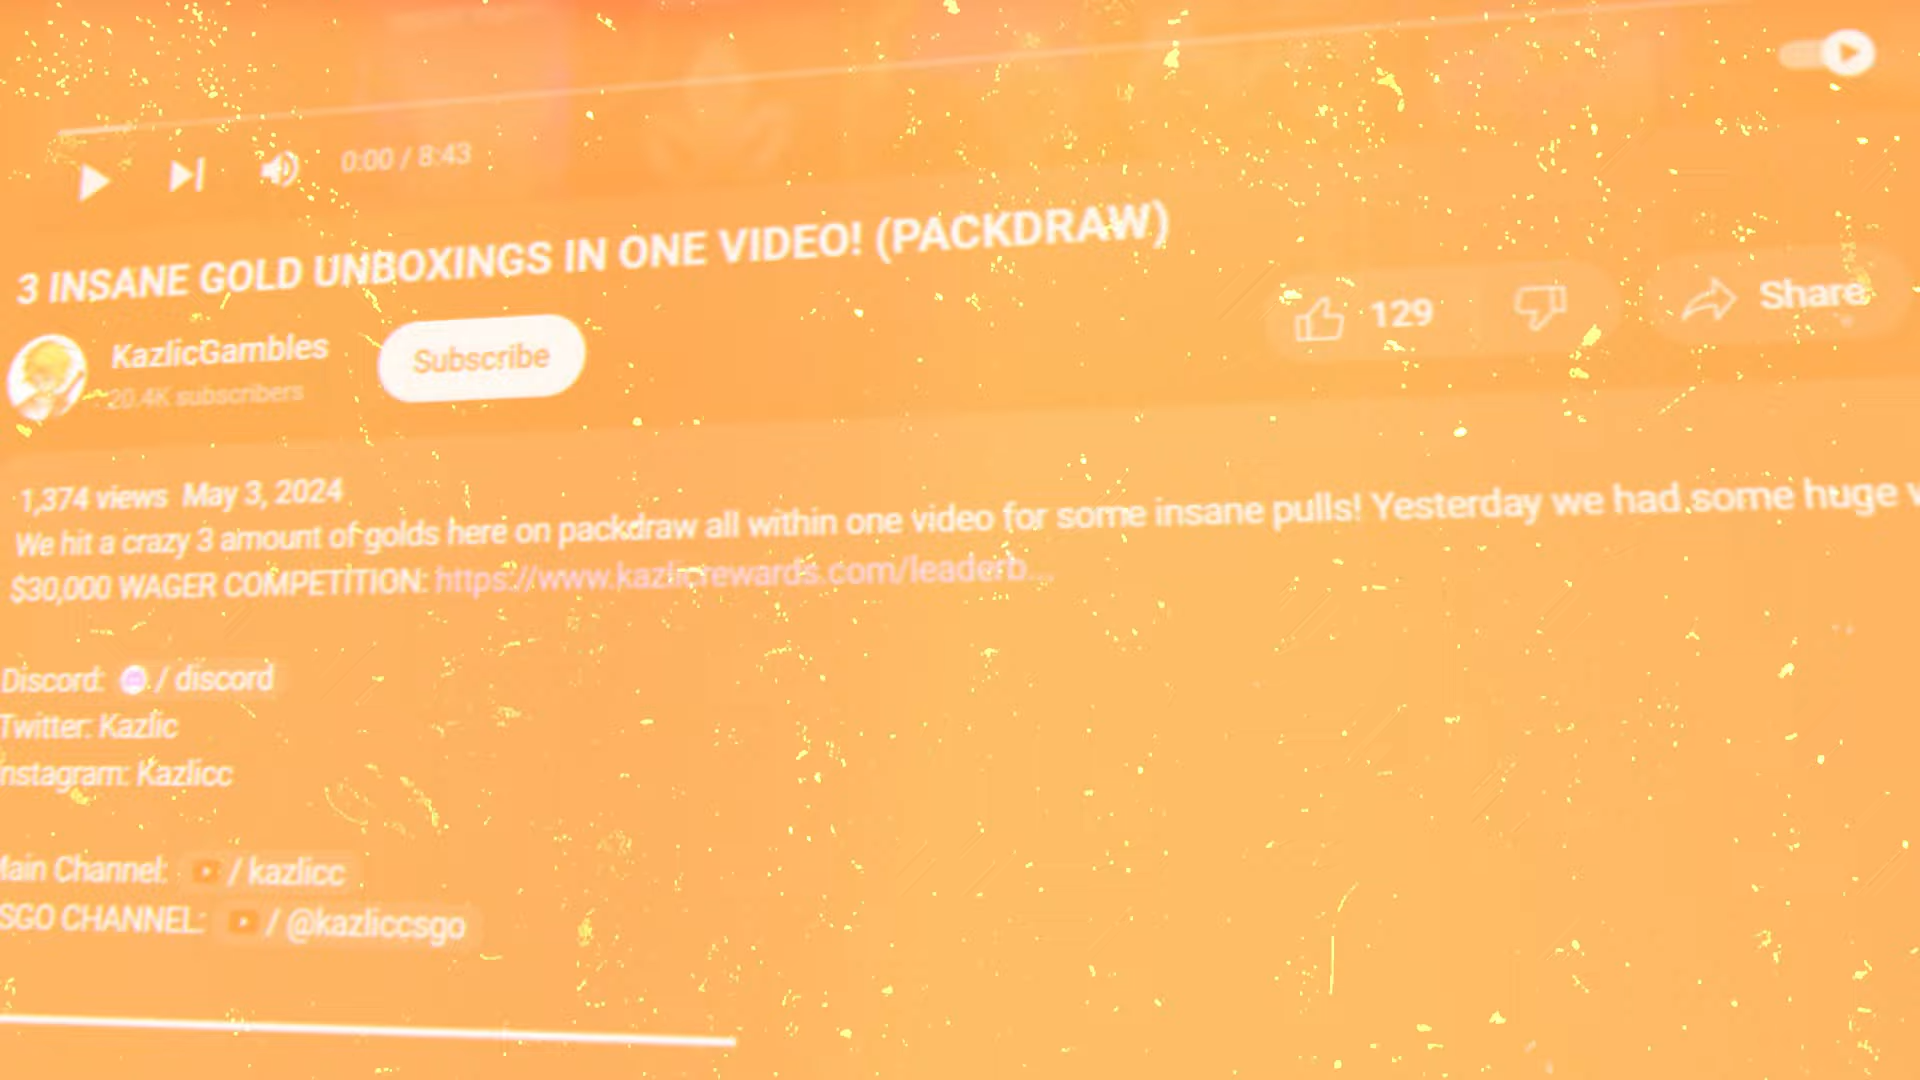 0:00 / 8:43
3 INSANE GOLD UNBOXINGS IN ONE VIDEO! (PACKDRAW)
KazlicGambles
20.4K subscribers
Subscribe
129
Share
1,374 views May 3, 2024
We hit a crazy 3 amount of golds here on packdraw all within one video for some insane pulls! Yesterday we had some huge
$30,000 WAGER COMPETITION: https://www.kazlicrewards.com/leaderb...
Discord: / discord
Twitter: Kazlic
nstagram: Kazlicc
Main Channel: / kazlicc
SGO CHANNEL: / @kazliccsgo